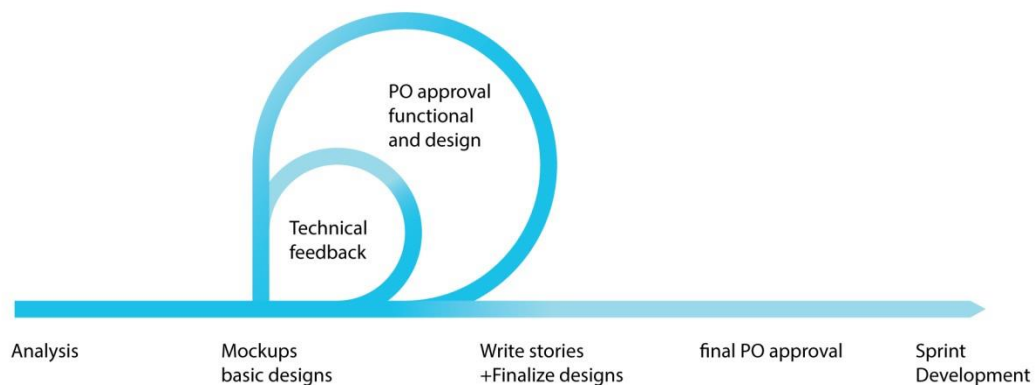 PO approval
functional
and design
Technical
feedback
Analysis
Mockups
basic designs
Write stories
+Finalize designs
final PO approval
Sprint
Development